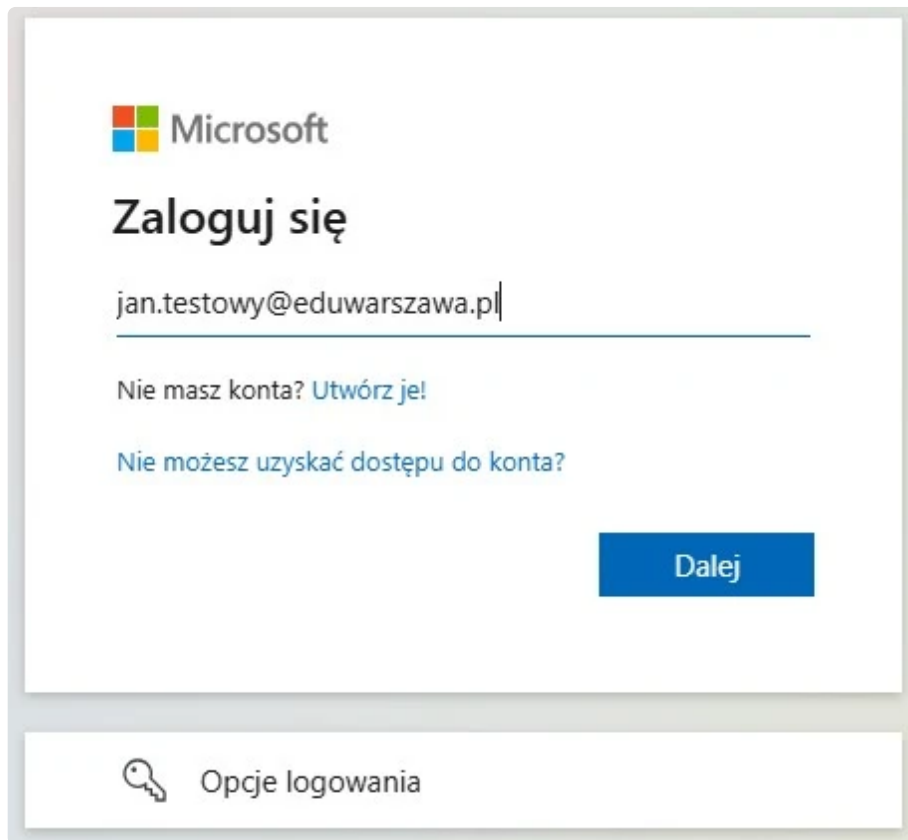 Microsoft
Zaloguj się
jan.testowy@eduwarszawa.pl
Nie masz konta? Utwórz je!
Nie możesz uzyskać dostępu do konta?
Dalej
Opcje logowania